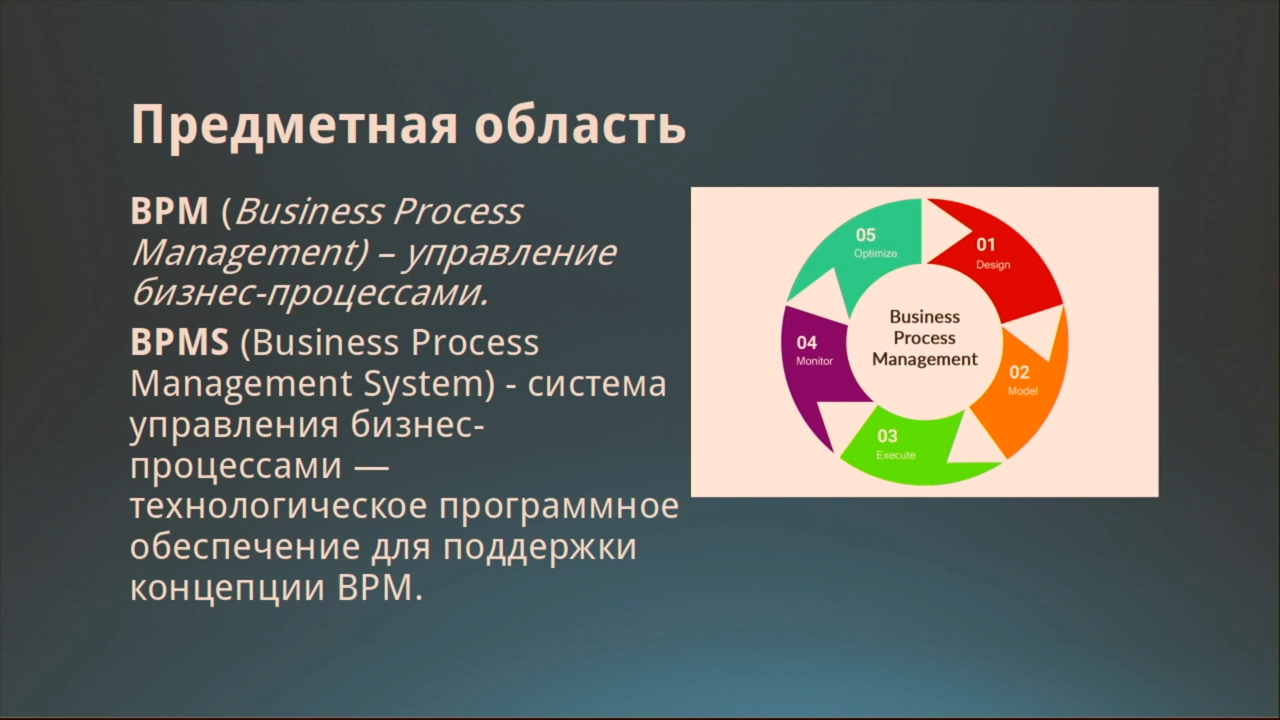 Предметная область
BPM (Business Process
Management) – управление
бизнес-процессами.
BPMS (Business Process
Management System) - система
управления бизнес-
процессами —
технологическое программное
обеспечение для поддержки
концепции BPM.
01
Design
02
Model
03
Execute
04
Monitor
05
Optimize
Business
Process
Management